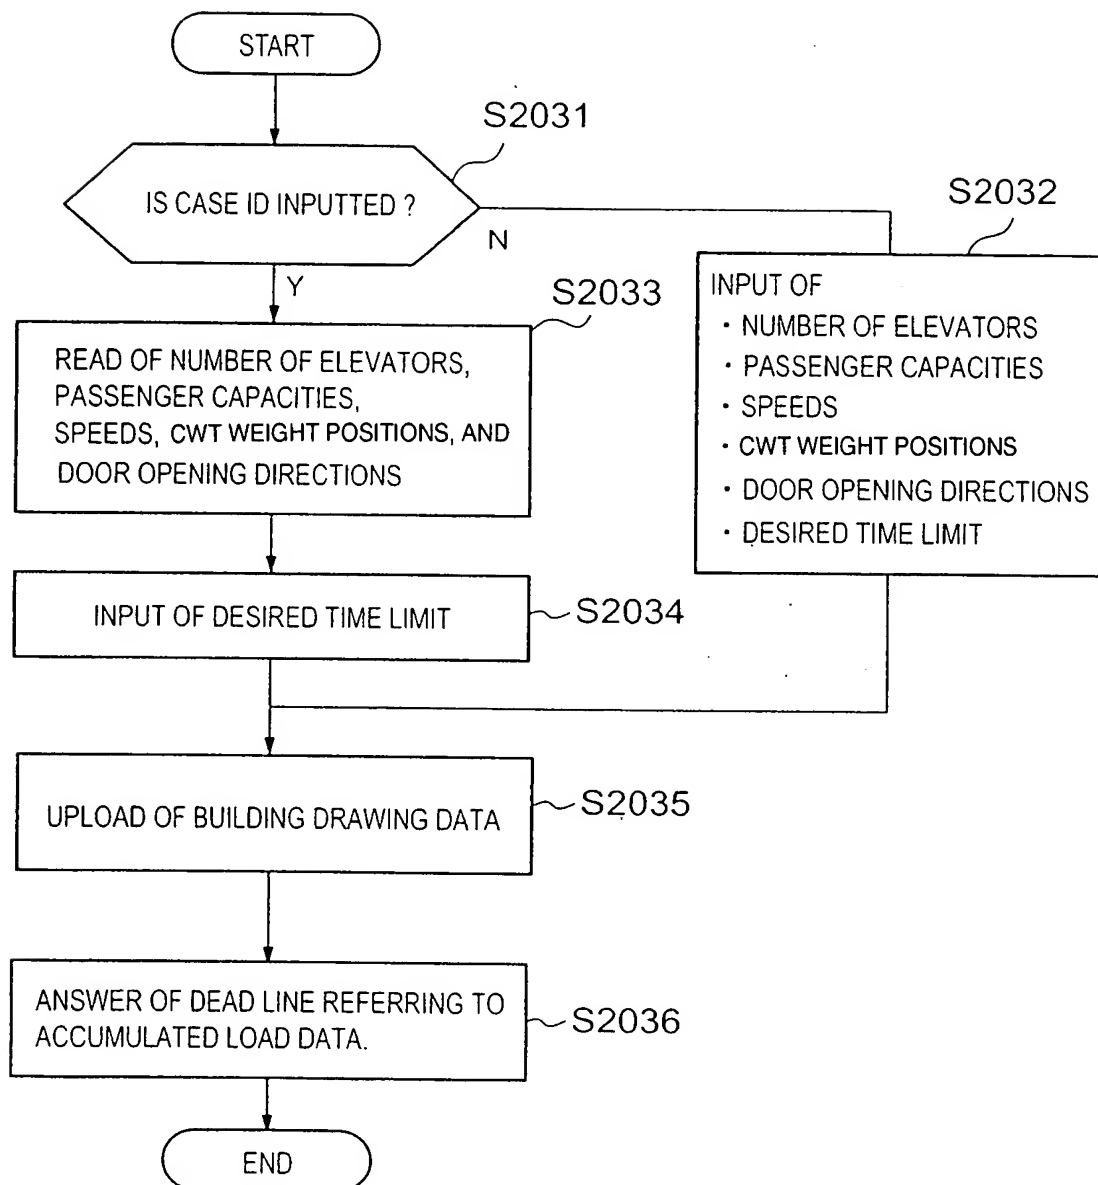 START
S2031
IS CASE ID INPUTTED ?
N
Y
S2032
INPUT OF
・NUMBER OF ELEVATORS
・PASSENGER CAPACITIES
・SPEEDS
・CWT WEIGHT POSITIONS
・DOOR OPENING DIRECTIONS
・DESIRED TIME LIMIT
S2033
READ OF NUMBER OF ELEVATORS,
PASSENGER CAPACITIES,
SPEEDS, CWT WEIGHT POSITIONS, AND
DOOR OPENING DIRECTIONS
INPUT OF DESIRED TIME LIMIT
S2034
UPLOAD OF BUILDING DRAWING DATA
S2035
ANSWER OF DEAD LINE REFERRING TO
ACCUMULATED LOAD DATA.
S2036
END